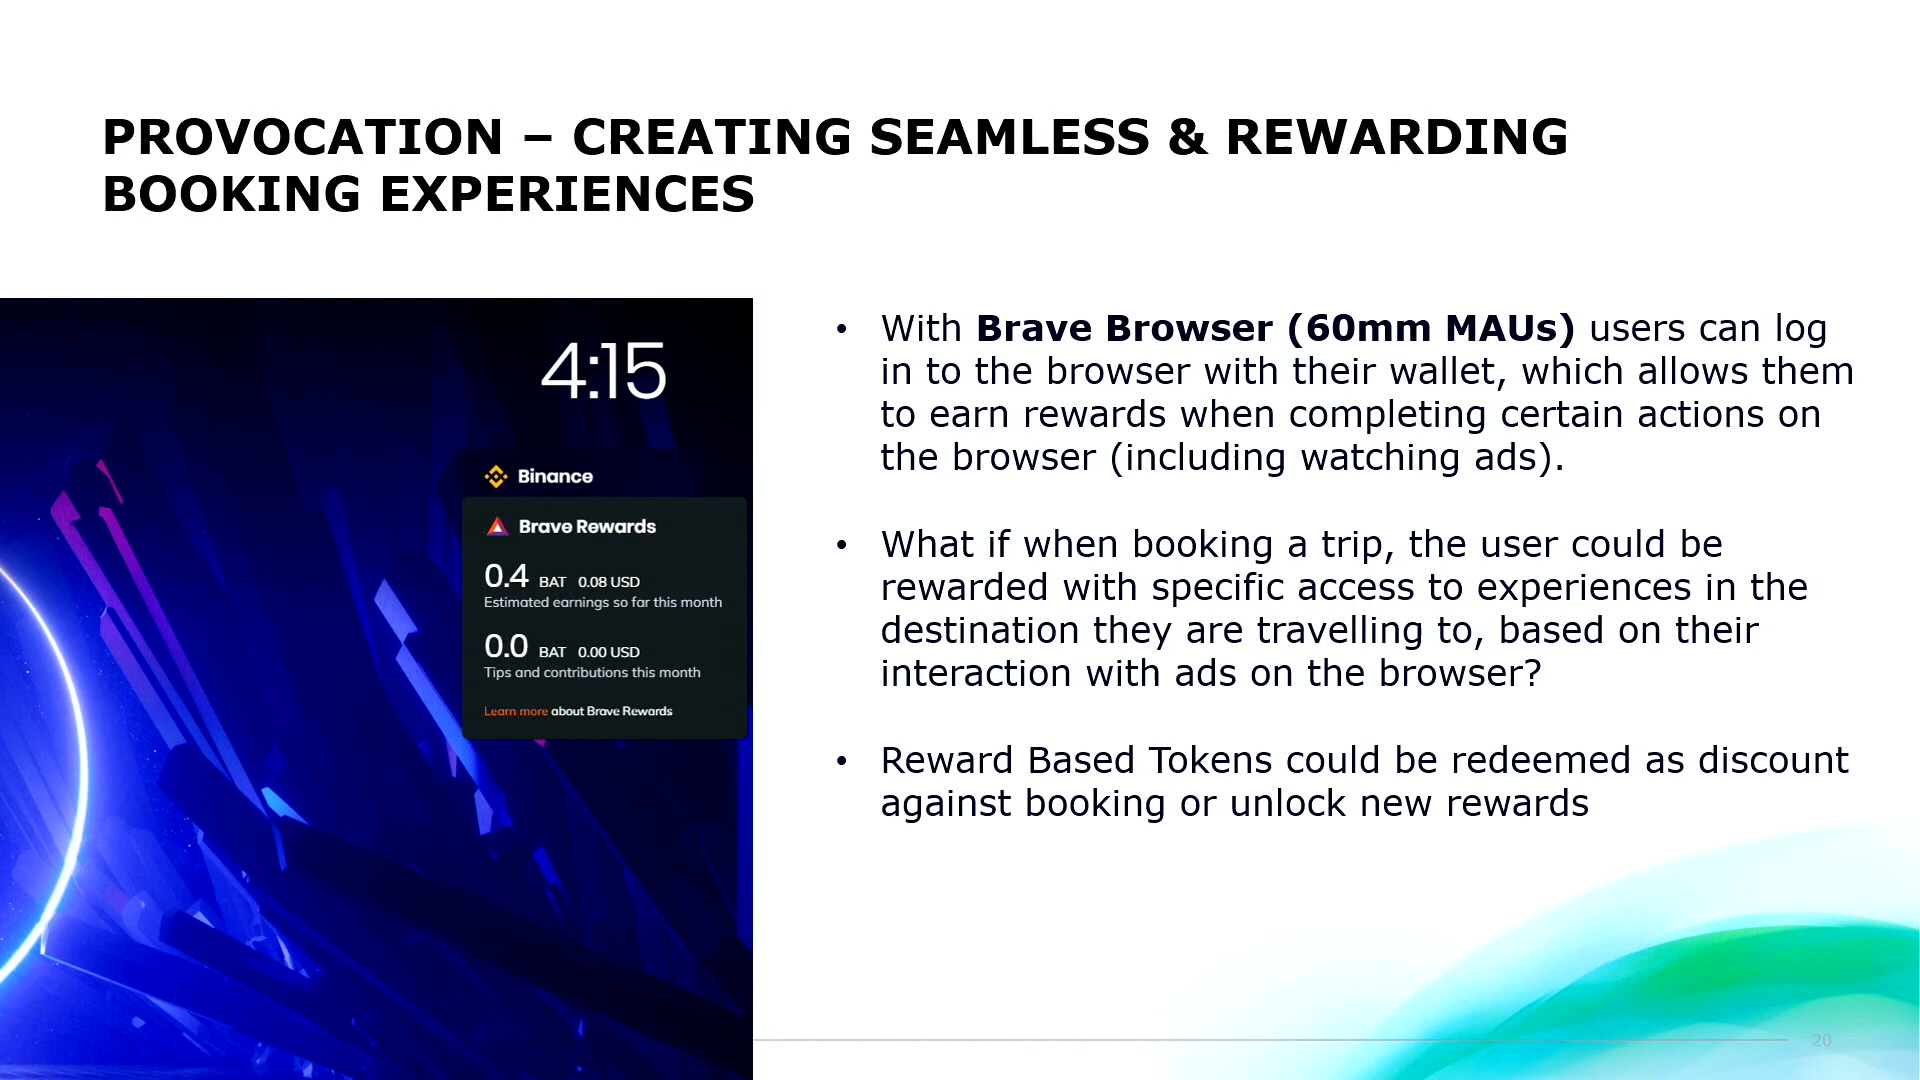 PROVOCATION – CREATING SEAMLESS & REWARDING
BOOKING EXPERIENCES
4:15
Binance
Brave Rewards
0.4 BAT 0.08 USD
Estimated earnings so far this month
0.0 BAT 0.00 USD
Tips and contributions this month
Learn more about Brave Rewards
• With Brave Browser (60mm MAUs) users can log
in to the browser with their wallet, which allows them
to earn rewards when completing certain actions on
the browser (including watching ads).
• What if when booking a trip, the user could be
rewarded with specific access to experiences in the
destination they are travelling to, based on their
interaction with ads on the browser?
• Reward Based Tokens could be redeemed as discount
against booking or unlock new rewards
20